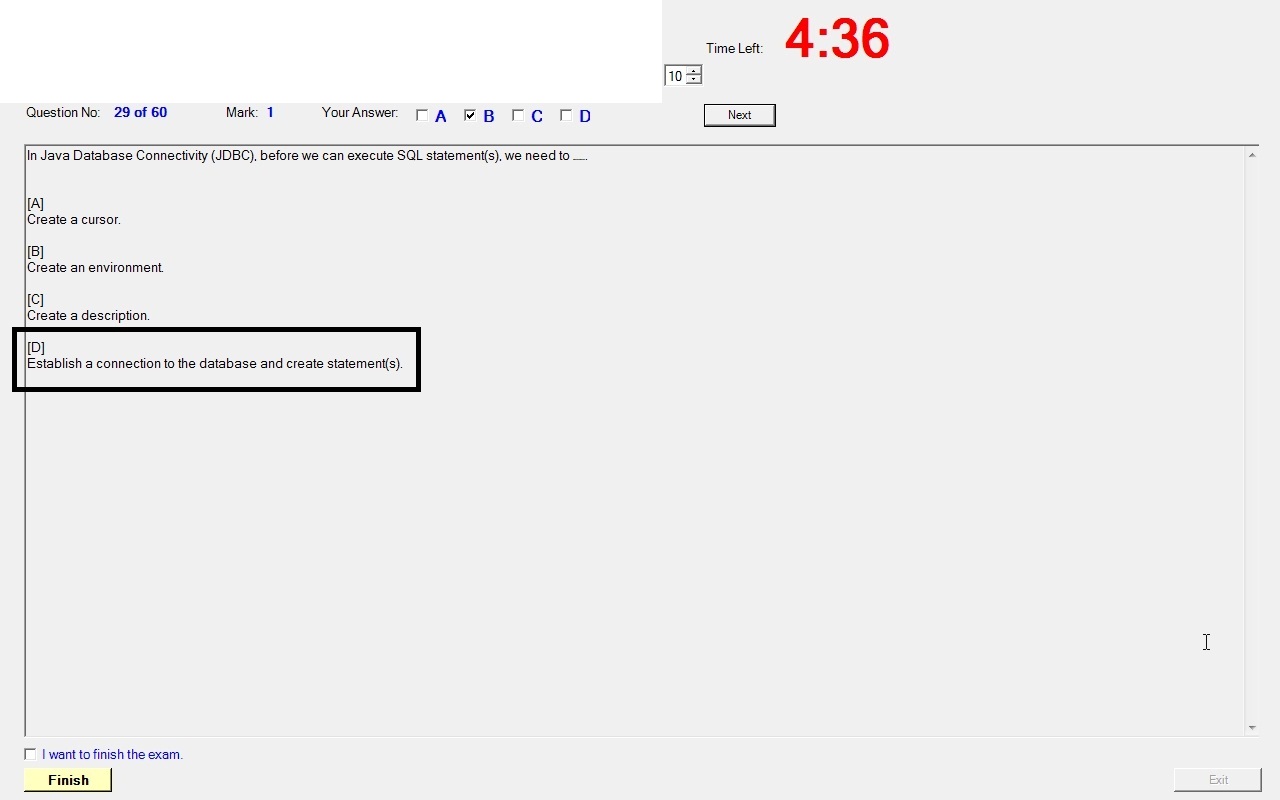 Time Left: 4:36
10
Question No: 29 of 60 Mark: 1 Your Answer: A B C D Next
In Java Database Connectivity (JDBC), before we can execute SQL statement(s), we need to ___.
[A]
Create a cursor.
[B]
Create an environment.
[C]
Create a description.
[D]
Establish a connection to the database and create statement(s).
I want to finish the exam.
Finish Exit